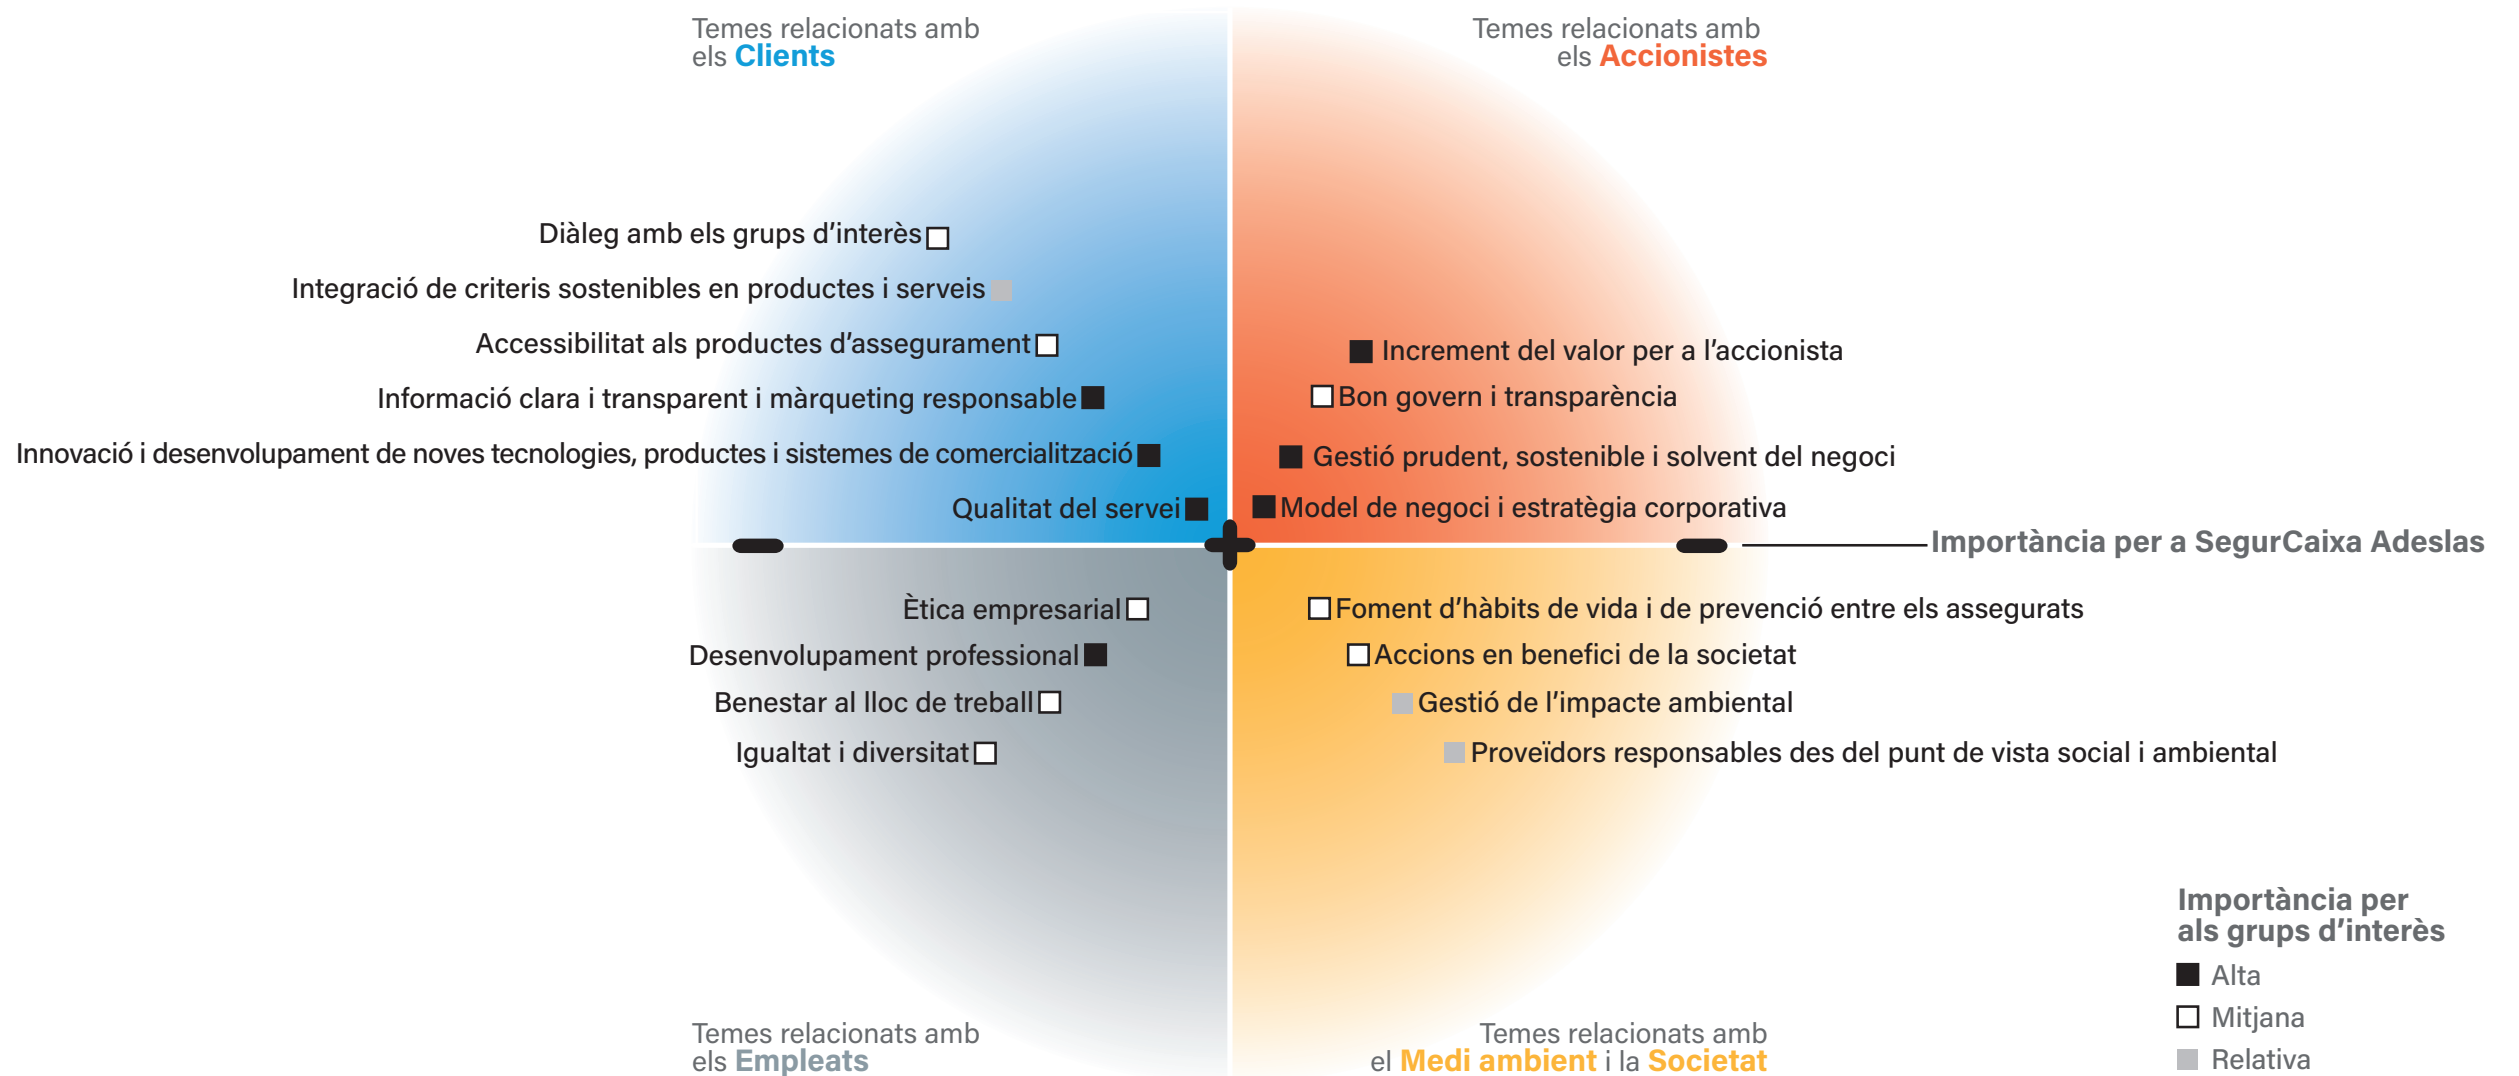 Temes relacionats amb
els Clients
Temes relacionats amb
els Accionistes
Diàleg amb els grups d'interès
Integració de criteris sostenibles en productes i serveis
Accessibilitat als productes d'assegurament
Informació clara i transparent i màrqueting responsable
Innovació i desenvolupament de noves tecnologies, productes i sistemes de comercialització
Qualitat del servei
Increment del valor per a l'accionista
Bon govern i transparència
Gestió prudent, sostenible i solvent del negoci
Model de negoci i estratègia corporativa
Importància per a SegurCaixa Adeslas
Ètica empresarial
Desenvolupament professional
Benestar al lloc de treball
Igualtat i diversitat
Foment d'hàbits de vida i de prevenció entre els assegurats
Accions en benefici de la societat
Gestió de l'impacte ambiental
Proveïdors responsables des del punt de vista social i ambiental
Temes relacionats amb
els Empleats
Temes relacionats amb
el Medi ambient i la Societat
Importància per
als grups d'interès
Alta
Mitjana
Relativa